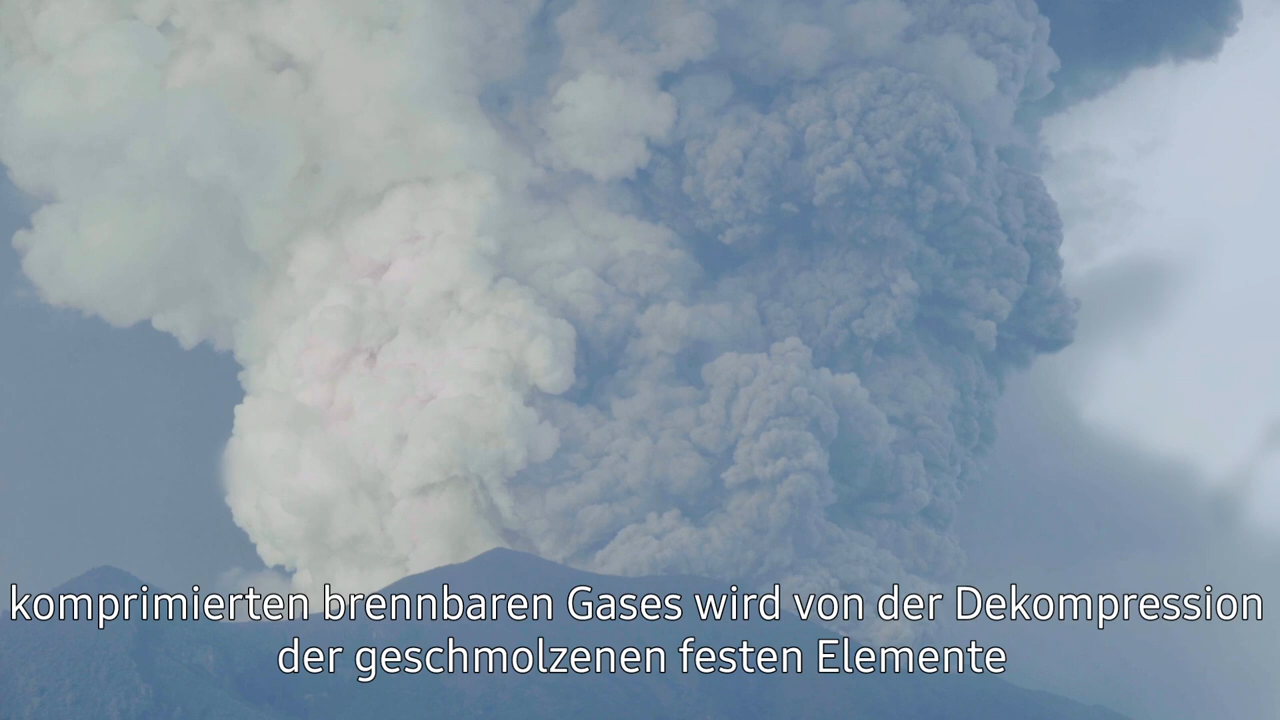 komprimierten brennbaren Gases wird von der Dekompression
der geschmolzenen festen Elemente